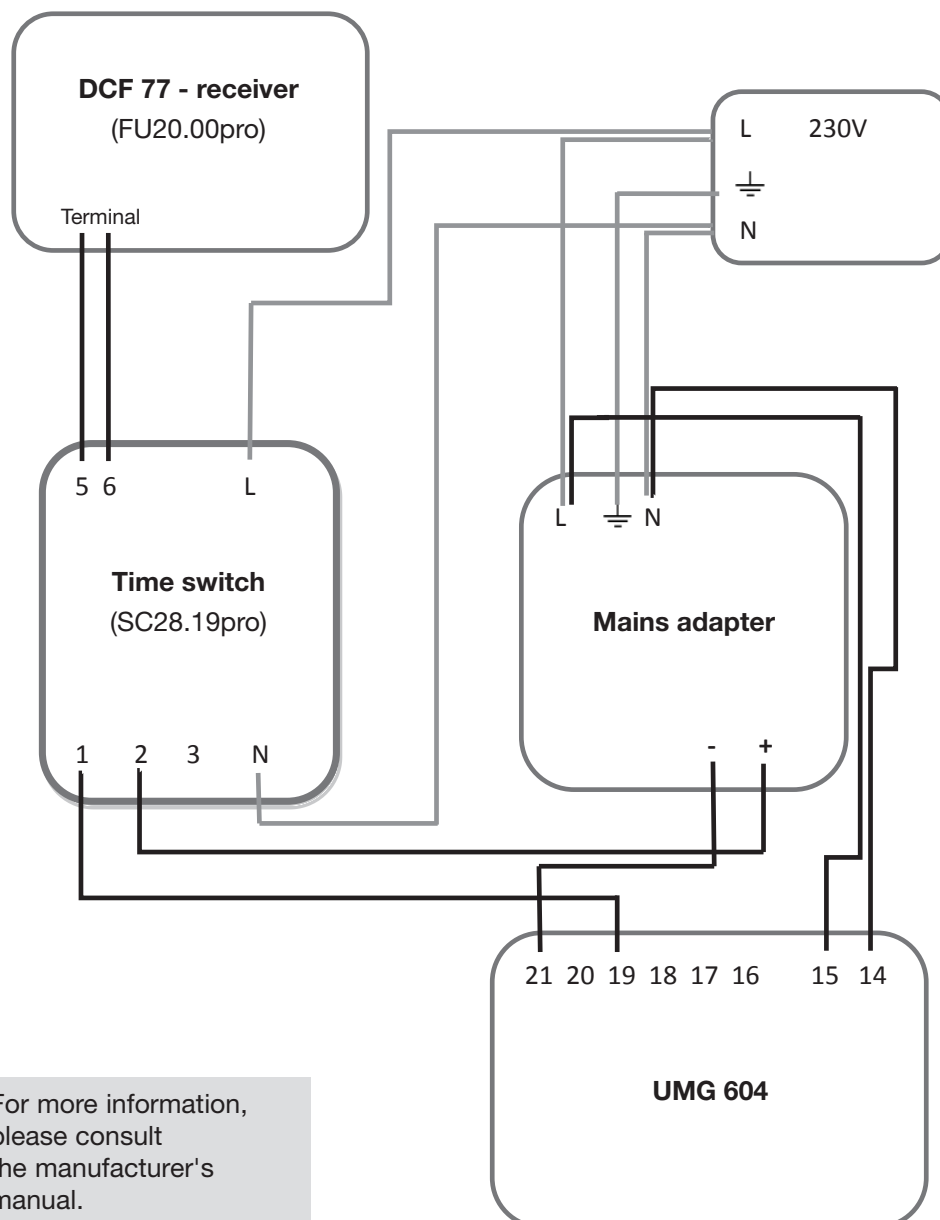 DCF 77 - receiver
(FU20.00pro)
Terminal
L 230V
N
5 6 L
Time switch
(SC28.19pro)
1 2 3 N
L N
Mains adapter
- +
21 20 19 18 17 16 15 14
UMG 604
For more information,
please consult
the manufacturer's
manual.